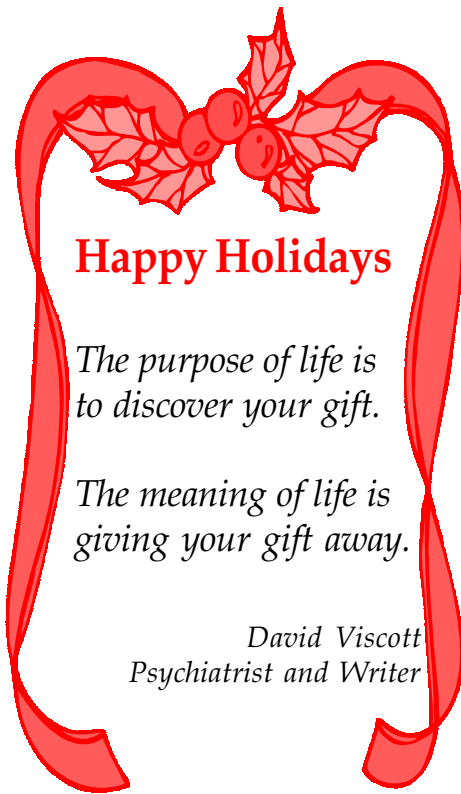 Happy Holidays
The purpose of life is
to discover your gift.
The meaning of life is
giving your gift away.
David Viscott
Psychiatrist and Writer